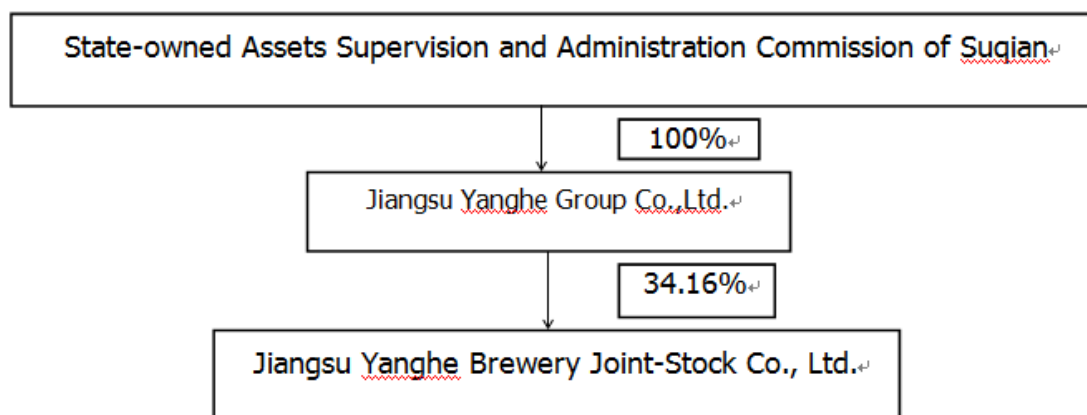 State-owned Assets Supervision and Administration Commission of Suqian
100%
Jiangsu Yanghe Group Co.,Ltd.
34.16%
Jiangsu Yanghe Brewery Joint-Stock Co., Ltd.